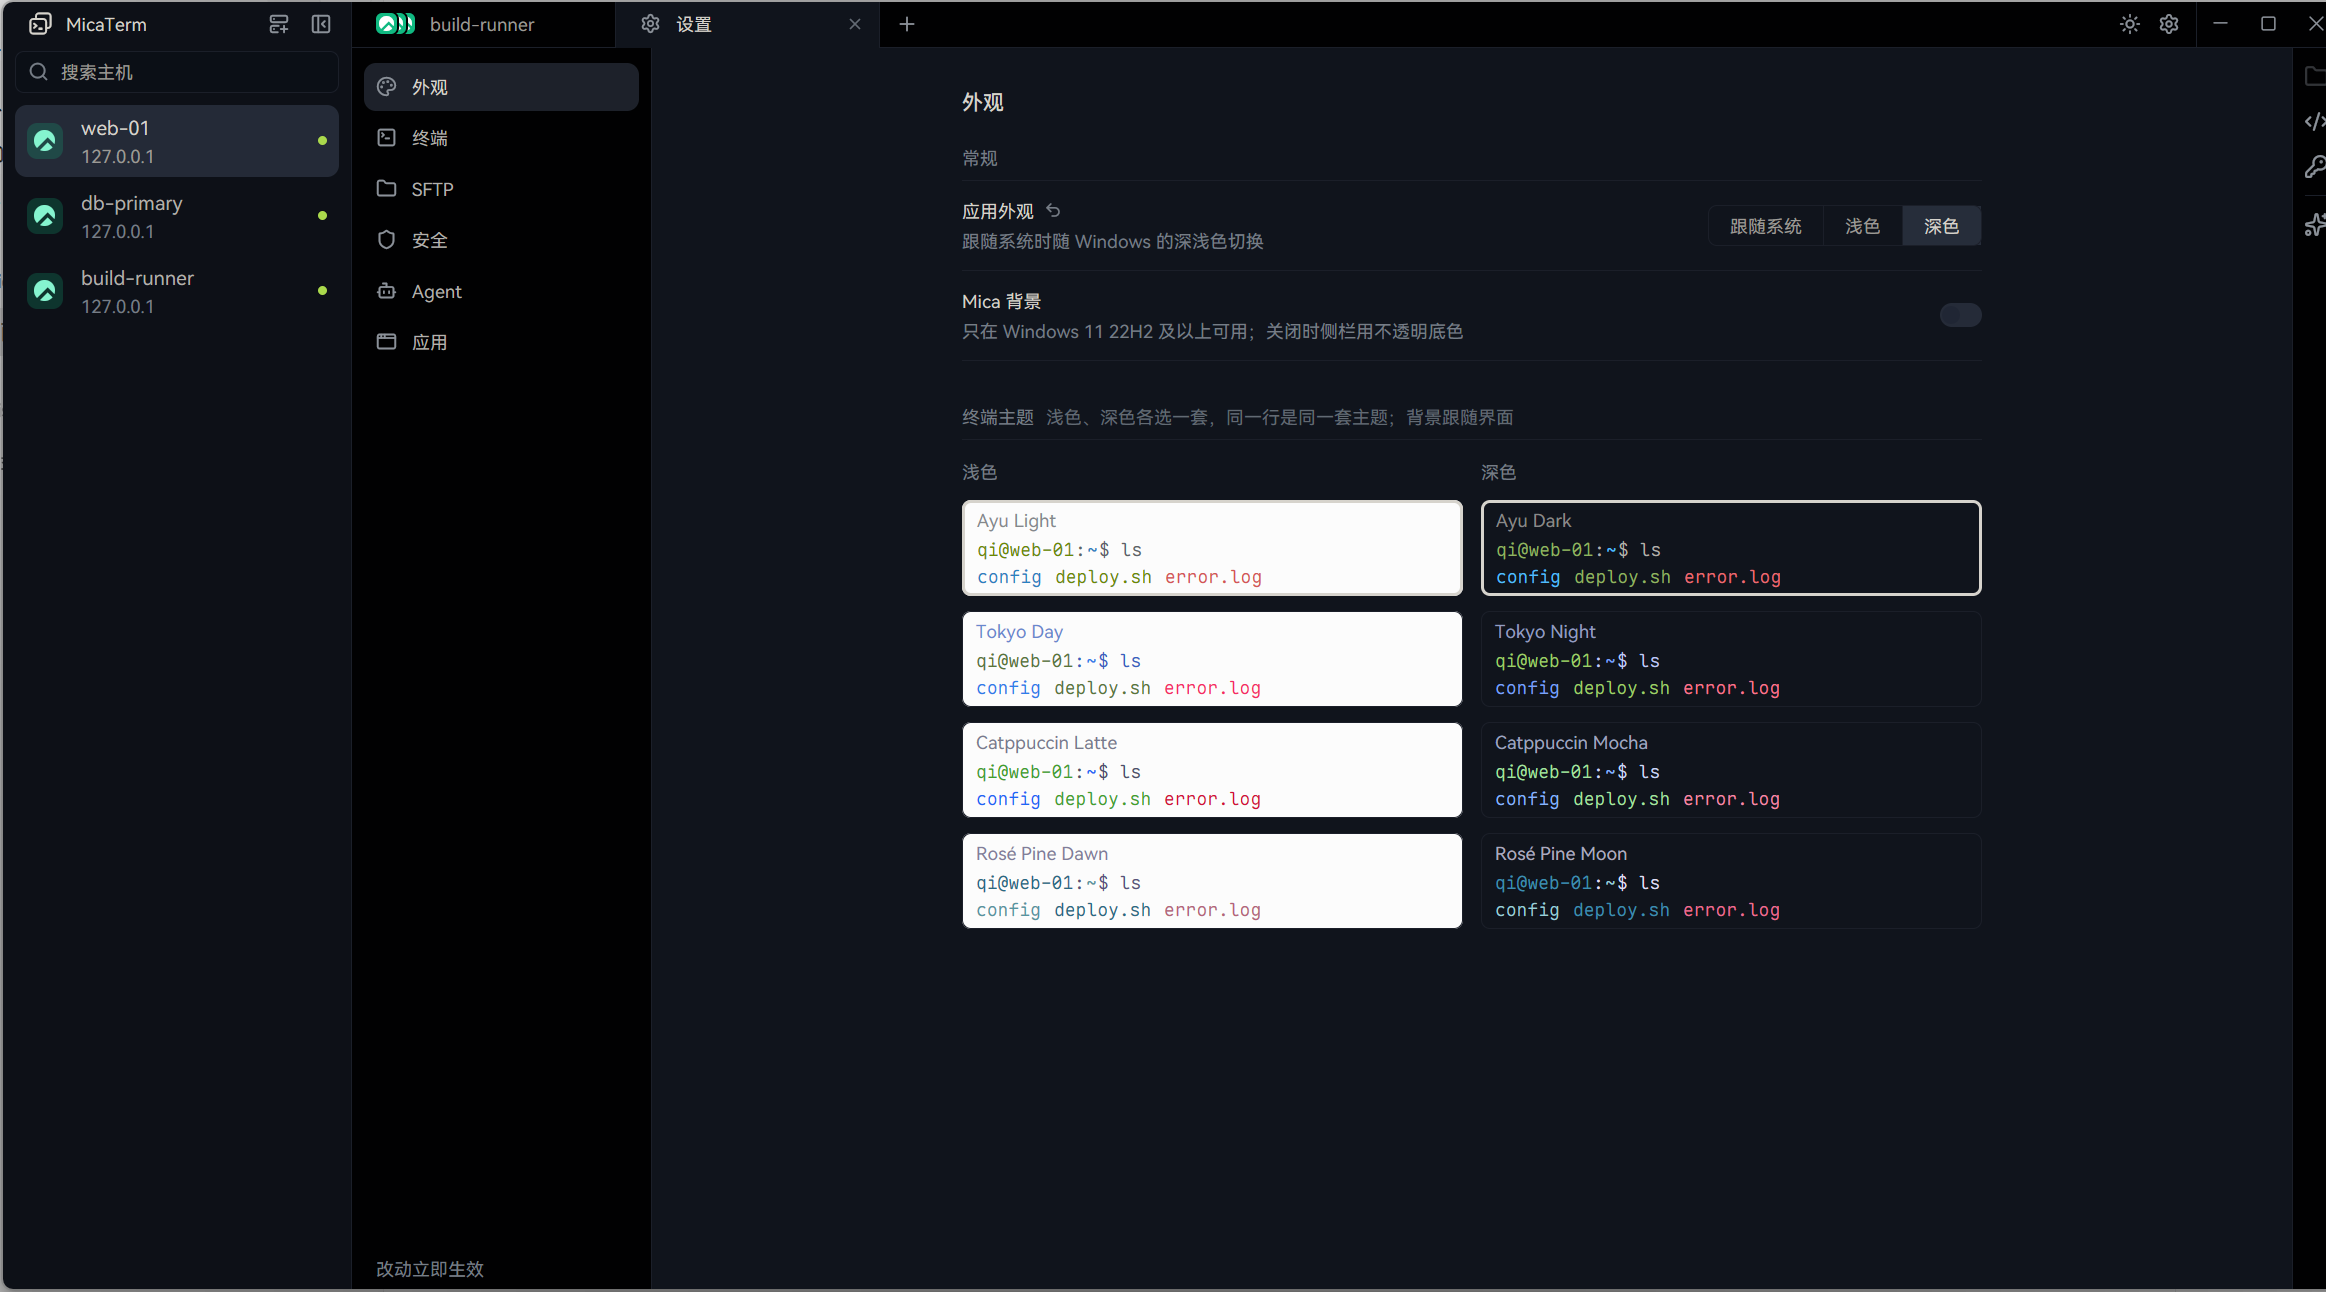 MicaTerm
搜索主机
web-01
127.0.0.1
db-primary
127.0.0.1
build-runner
127.0.0.1
build-runner
设置
外观
终端
SFTP
安全
Agent
应用
改动立即生效
外观
常规
应用外观
跟随系统时随 Windows 的深浅色切换
跟随系统 浅色 深色
Mica 背景
只在 Windows 11 22H2 及以上可用；关闭时侧栏用不透明底色
终端主题 浅色、深色各选一套，同一行是同一套主题；背景跟随界面
浅色
Ayu Light
qi@web-01:~$ ls
config deploy.sh error.log
Tokyo Day
qi@web-01:~$ ls
config deploy.sh error.log
Catppuccin Latte
qi@web-01:~$ ls
config deploy.sh error.log
Rosé Pine Dawn
qi@web-01:~$ ls
config deploy.sh error.log
深色
Ayu Dark
qi@web-01:~$ ls
config deploy.sh error.log
Tokyo Night
qi@web-01:~$ ls
config deploy.sh error.log
Catppuccin Mocha
qi@web-01:~$ ls
config deploy.sh error.log
Rosé Pine Moon
qi@web-01:~$ ls
config deploy.sh error.log